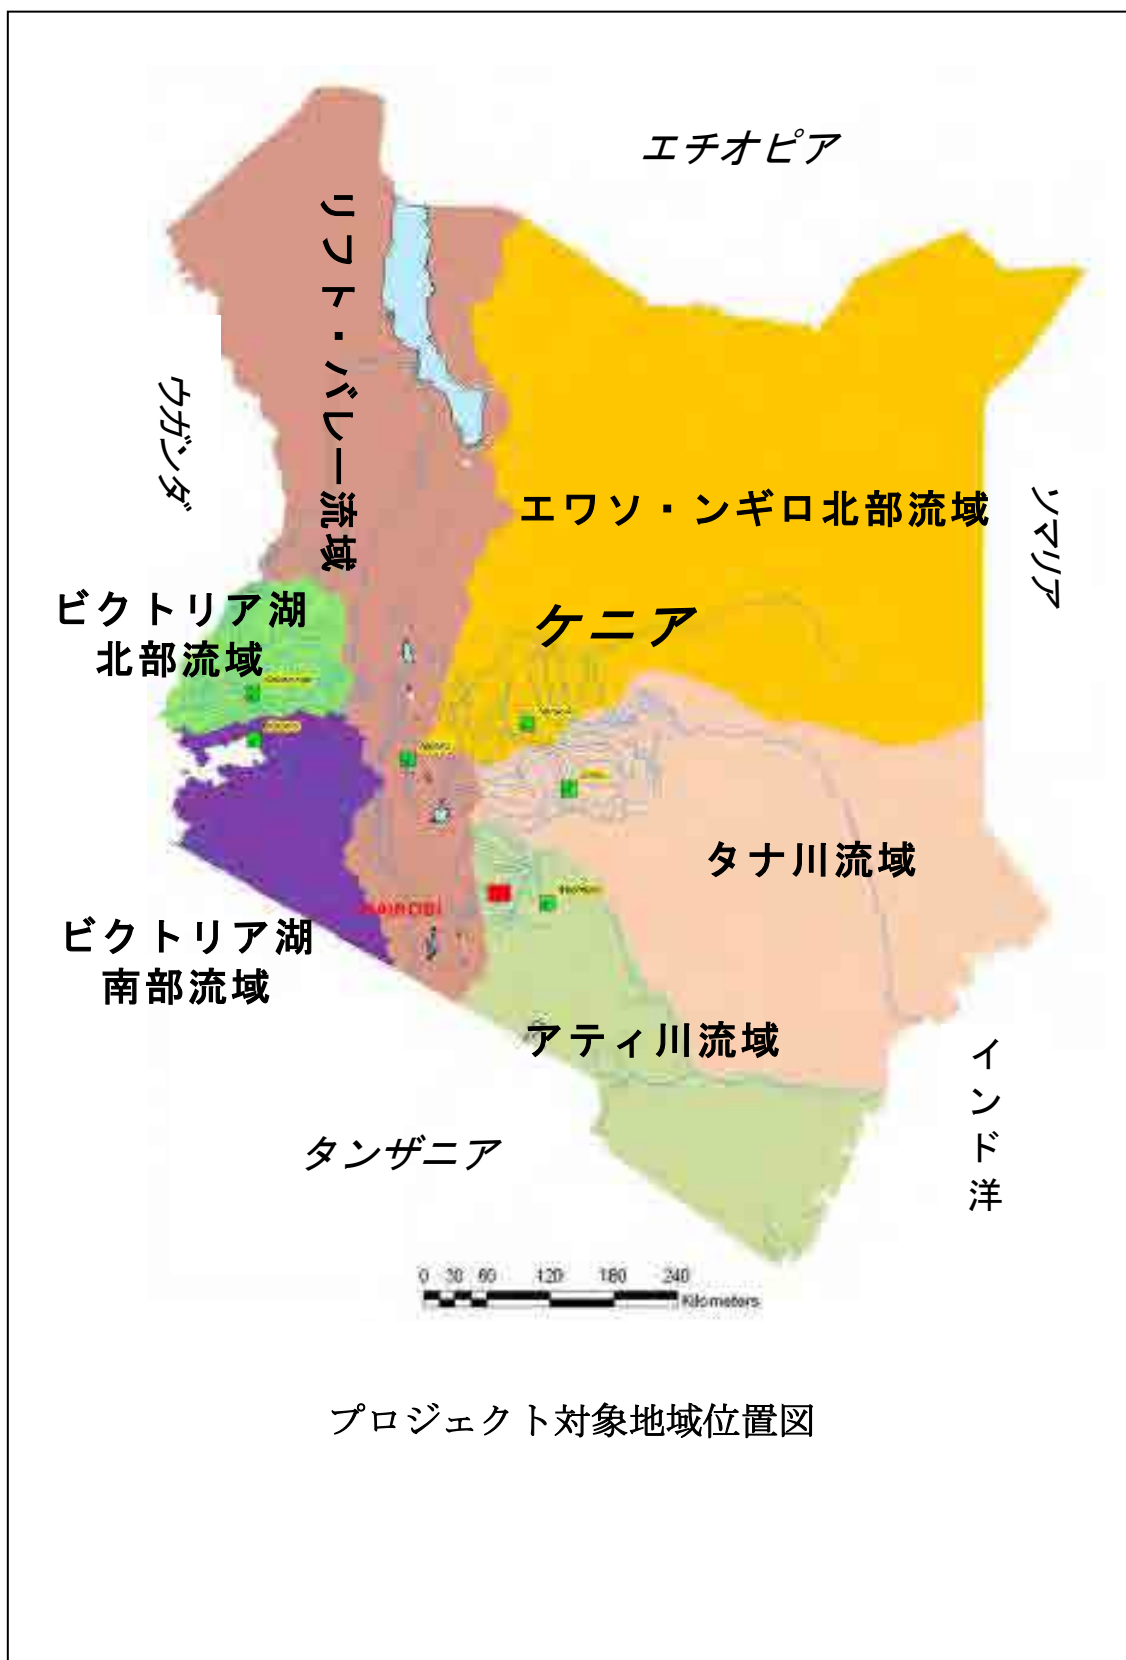 エチオピア
リフト・バレー流域
ウガンダ
エワソ・ンギロ北部流域
ソマリア
ビクトリア湖
北部流域
ケニア
タナ川流域
NAIROBI
ビクトリア湖
南部流域
アティ川流域
インド洋
タンザニア
0 30 60 120 180 240
Kilometers
プロジェクト対象地域位置図